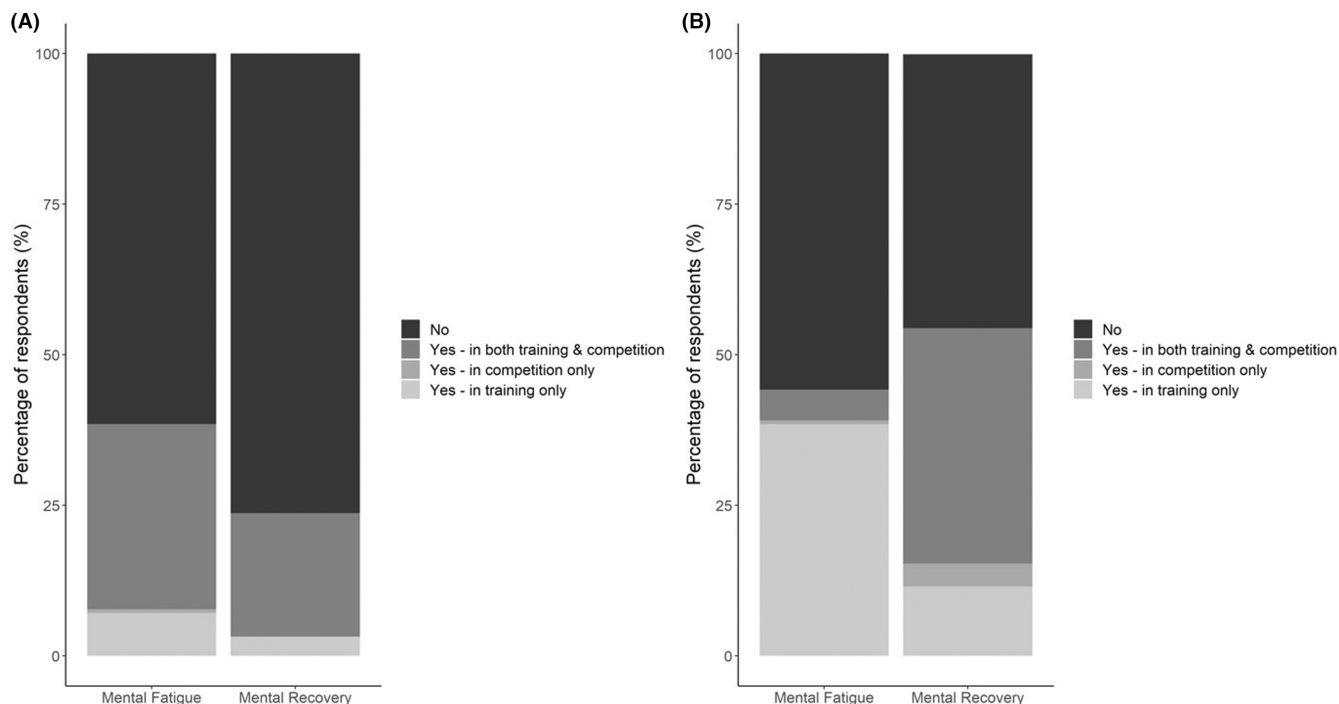 (A)
Percentage of respondents (%)
100
75
50
25
0
Mental Fatigue
Mental Recovery
No
Yes - in both training & competition
Yes - in competition only
Yes - in training only
(B)
Percentage of respondents (%)
100
75
50
25
0
Mental Fatigue
Mental Recovery
No
Yes - in both training & competition
Yes - in competition only
Yes - in training only